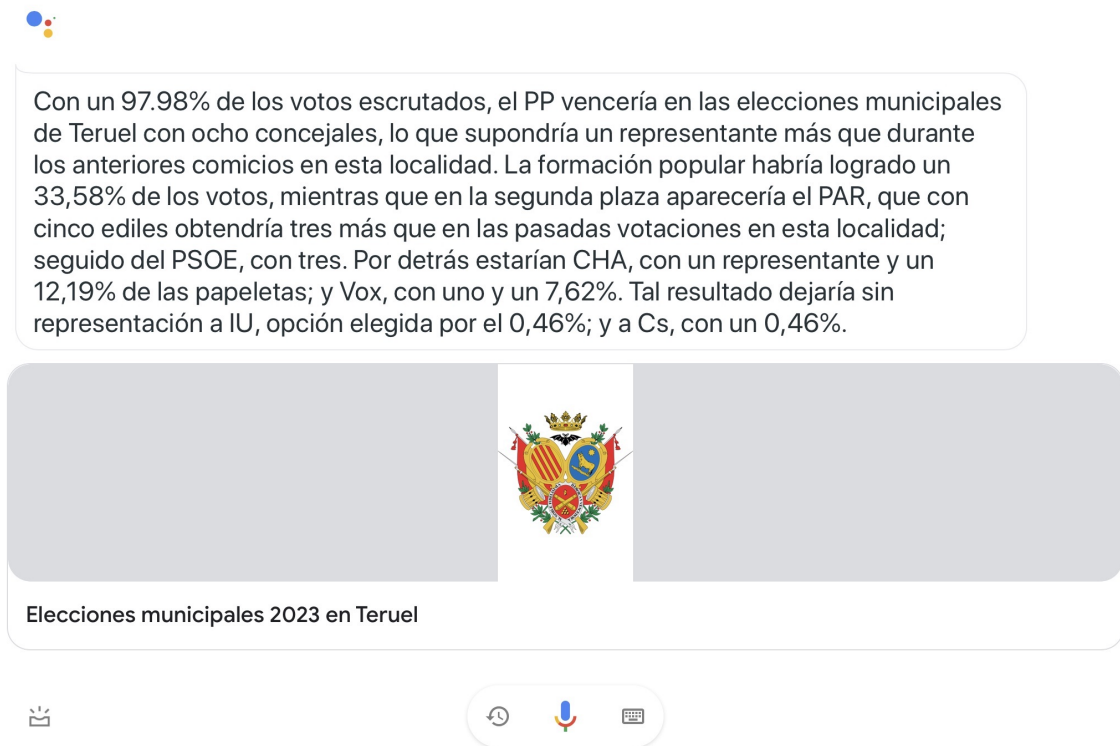 Con un 97.98% de los votos escrutados, el PP vencería en las elecciones municipales
de Teruel con ocho concejales, lo que supondría un representante más que durante
los anteriores comicios en esta localidad. La formación popular habría logrado un
33,58% de los votos, mientras que en la segunda plaza aparecería el PAR, que con
cinco ediles obtendría tres más que en las pasadas votaciones en esta localidad;
seguido del PSOE, con tres. Por detrás estarían CHA, con un representante y un
12,19% de las papeletas; y Vox, con uno y un 7,62%. Tal resultado dejaría sin
representación a IU, opción elegida por el 0,46%; y a Cs, con un 0,46%.
Elecciones municipales 2023 en Teruel